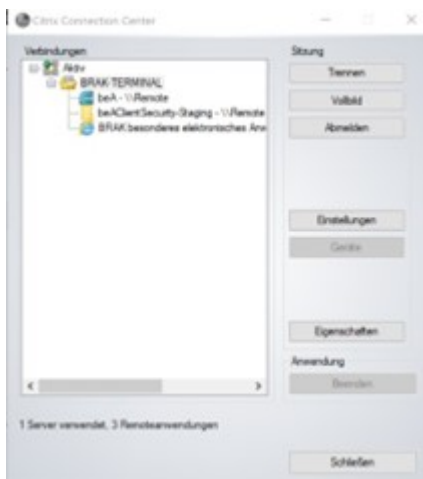 Citrix Connection Center
Verbindungen
Aktiv
BRAK-TERMINAL
beA - \\Remote
beAClientSecurity-Staging - \\Remote
BRAK besonderes elektronisches Anw
1 Server verwendet, 3 Remoteanwendungen
Sitzung
Trennen
Vollbild
Abmelden
Einstellungen
Geräte
Eigenschaften
Anwendung
Beenden
Schließen